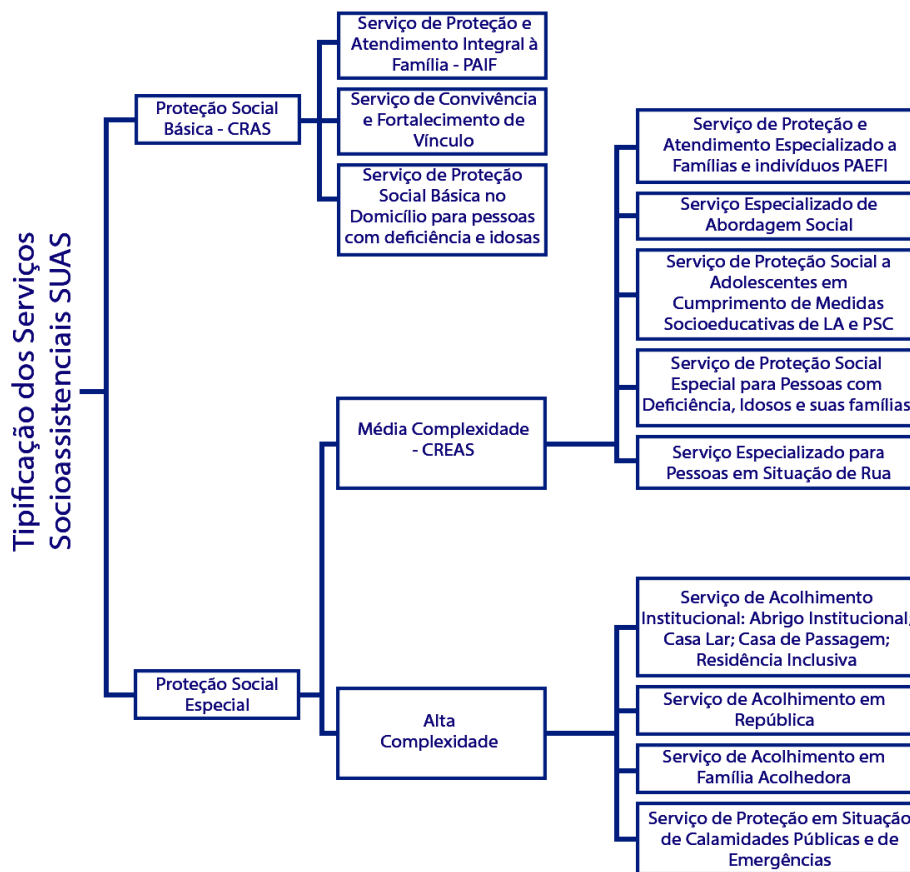 Tipificação dos Serviços
Socioassistenciais SUAS
Proteção Social
Básica - CRAS
Serviço de Proteção e
Atendimento Integral à
Família - PAIF
Serviço de Convivência
e Fortalecimento de
Vínculo
Serviço de Proteção
Social Básica no
Domicílio para pessoas
com deficiência e idosas
Proteção Social
Especial
Média Complexidade
- CREAS
Serviço de Proteção e
Atendimento Especializado a
Famílias e indivíduos PAEFI
Serviço Especializado de
Abordagem Social
Serviço de Proteção Social a
Adolescentes em
Cumprimento de Medidas
Socioeducativas de LA e PSC
Serviço de Proteção Social
Especial para Pessoas com
Deficiência, Idosos e suas famílias
Serviço Especializado para
Pessoas em Situação de Rua
Alta
Complexidade
Serviço de Acolhimento
Institucional: Abrigo Institucional;
Casa Lar; Casa de Passagem;
Residência Inclusiva
Serviço de Acolhimento em
República
Serviço de Acolhimento em
Família Acolhedora
Serviço de Proteção em Situação
de Calamidades Públicas e de
Emergências